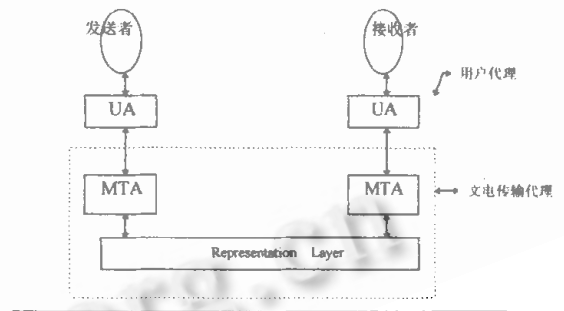 发送者 接收者
用户代理
UA UA
MTA MTA 文电传输代理
Representation Layer